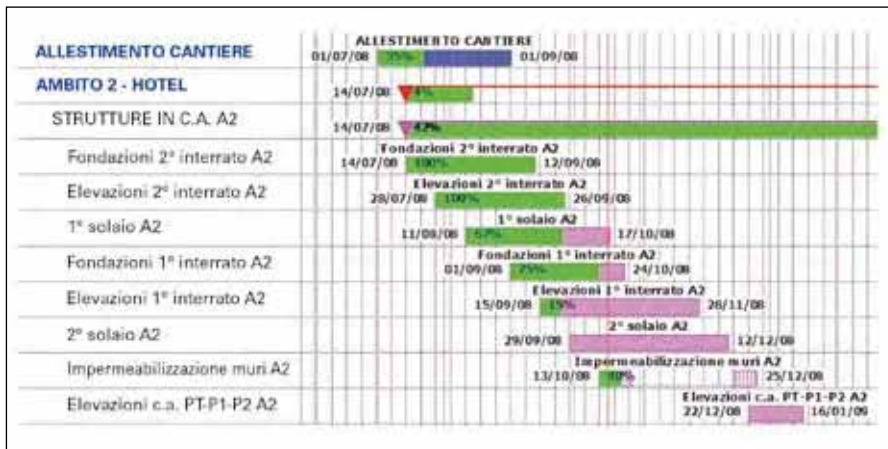 ALLESTIMENTO CANTIERE
ALLESTIMENTO CANTIERE
01/07/08 35% 01/09/08
AMBITO 2 - HOTEL
14/07/08 4%
STRUTTURE IN C.A. A2
14/07/08 42%
Fondazioni 2° interrato A2
Fondazioni 2° interrato A2
14/07/08 100% 12/09/08
Elevazioni 2° interrato A2
Elevazioni 2° interrato A2
28/07/08 100% 26/09/08
1° solaio A2
1° solaio A2
11/08/08 67% 17/10/08
Fondazioni 1° interrato A2
Fondazioni 1° interrato A2
01/09/08 75% 24/10/08
Elevazioni 1° interrato A2
Elevazioni 1° interrato A2
15/09/08 15% 28/11/08
2° solaio A2
2° solaio A2
29/09/08 12/12/08
Impermeabilizzazione muri A2
Impermeabilizzazione muri A2
13/10/08 25/12/08
Elevazioni c.a. PT-P1-P2 A2
Elevazioni c.a. PT-P1-P2 A2
22/12/08 16/01/09